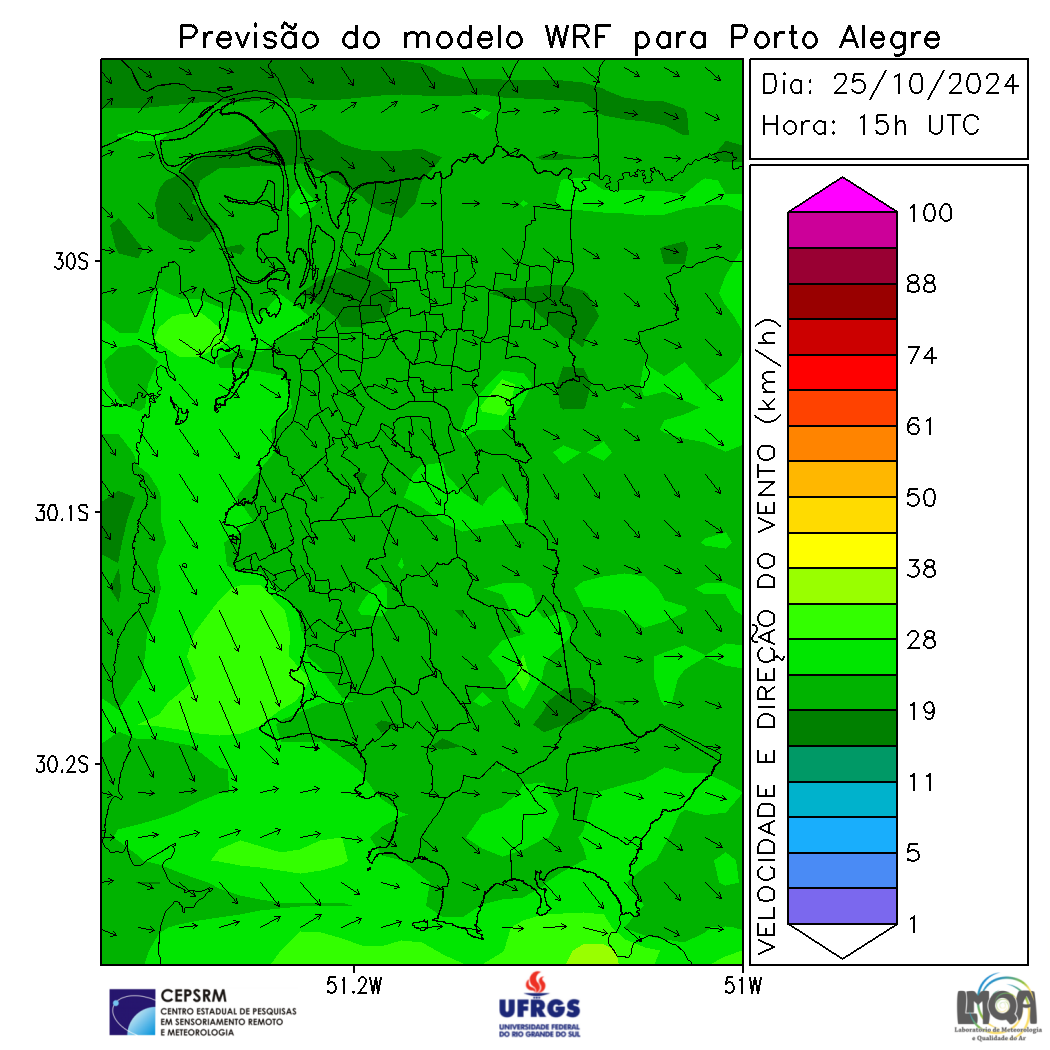 Previsão do modelo WRF para Porto Alegre
Dia: 25/10/2024
Hora: 15h UTC
30S
30.1S
30.2S
51.2W
51W
VELOCIDADE E DIREÇÃO DO VENTO (km/h)
100
88
74
61
50
38
28
19
11
5
1
CEPSRM
CENTRO ESTADUAL DE PESQUISAS
EM SENSORIAMENTO REMOTO
E METEOROLOGIA
UFRGS
UNIVERSIDADE FEDERAL
DO RIO GRANDE DO SUL
LMQA
Laboratório de Meteorologia
e Qualidade do Ar